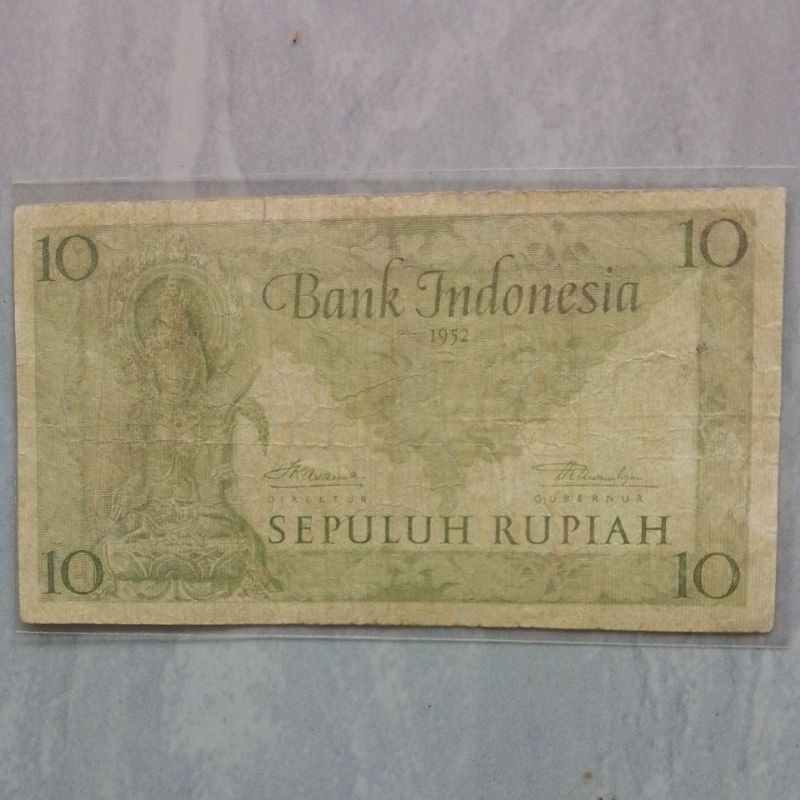 10 10
Bank Indonesia
1952
DIREKTUR GUBERNUR
SEPULUH RUPIAH
10 10